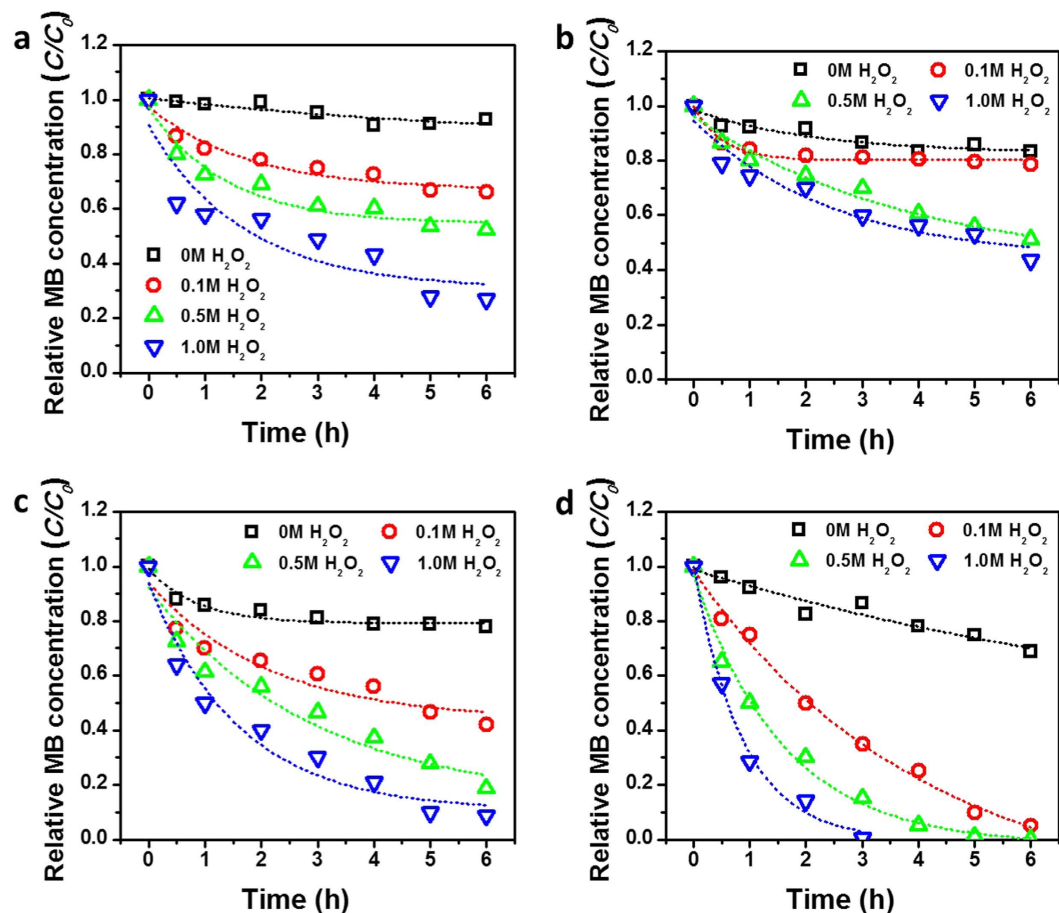 a
Relative MB concentration (C/C₀)
1.2
1.0
0.8
0.6
0.4
0.2
0.0
0M H₂O₂
0.1M H₂O₂
0.5M H₂O₂
1.0M H₂O₂
0 1 2 3 4 5 6
Time (h)
b
Relative MB concentration (C/C₀)
1.2
1.0
0.8
0.6
0.4
0.2
0.0
0M H₂O₂ 0.1M H₂O₂
0.5M H₂O₂ 1.0M H₂O₂
0 1 2 3 4 5 6
Time (h)
c
Relative MB concentration (C/C₀)
1.2
1.0
0.8
0.6
0.4
0.2
0.0
0M H₂O₂ 0.1M H₂O₂
0.5M H₂O₂ 1.0M H₂O₂
0 1 2 3 4 5 6
Time (h)
d
Relative MB concentration (C/C₀)
1.2
1.0
0.8
0.6
0.4
0.2
0.0
0M H₂O₂ 0.1M H₂O₂
0.5M H₂O₂ 1.0M H₂O₂
0 1 2 3 4 5 6
Time (h)